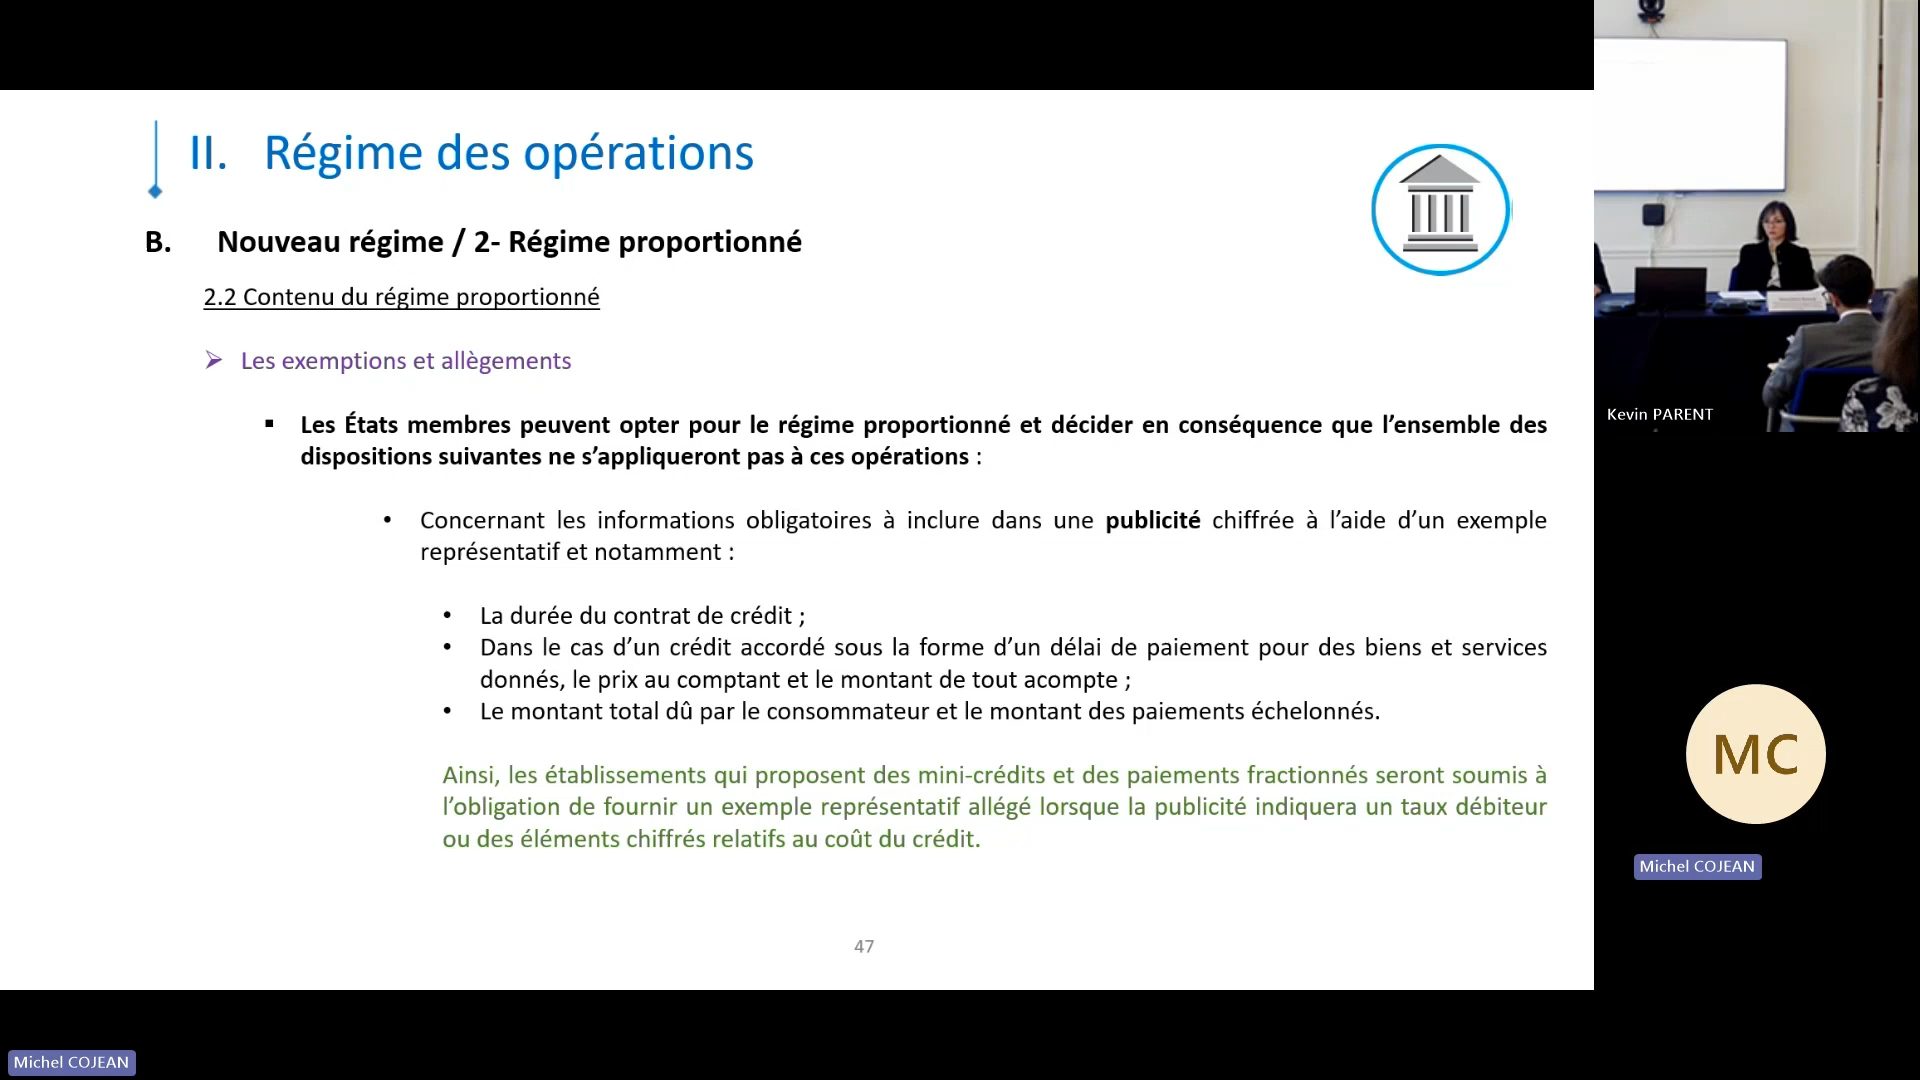 II. Régime des opérations
B. Nouveau régime / 2- Régime proportionné
2.2 Contenu du régime proportionné
➢ Les exemptions et allègements
▪ Les États membres peuvent opter pour le régime proportionné et décider en conséquence que l’ensemble des
dispositions suivantes ne s’appliqueront pas à ces opérations :
• Concernant les informations obligatoires à inclure dans une publicité chiffrée à l’aide d’un exemple
représentatif et notamment :
• La durée du contrat de crédit ;
• Dans le cas d’un crédit accordé sous la forme d’un délai de paiement pour des biens et services
donnés, le prix au comptant et le montant de tout acompte ;
• Le montant total dû par le consommateur et le montant des paiements échelonnés.
Ainsi, les établissements qui proposent des mini-crédits et des paiements fractionnés seront soumis à
l’obligation de fournir un exemple représentatif allégé lorsque la publicité indiquera un taux débiteur
ou des éléments chiffrés relatifs au coût du crédit.
47
Kevin PARENT
MC
Michel COJEAN
Michel COJEAN